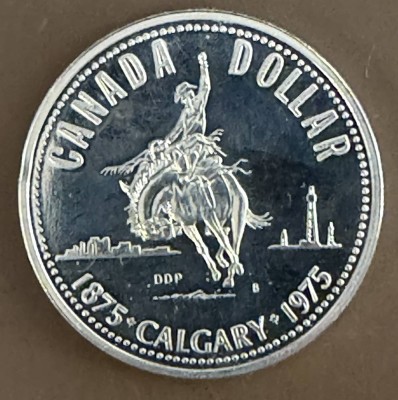 CANADA DOLLAR
DDP
B
1875 • CALGARY • 1975